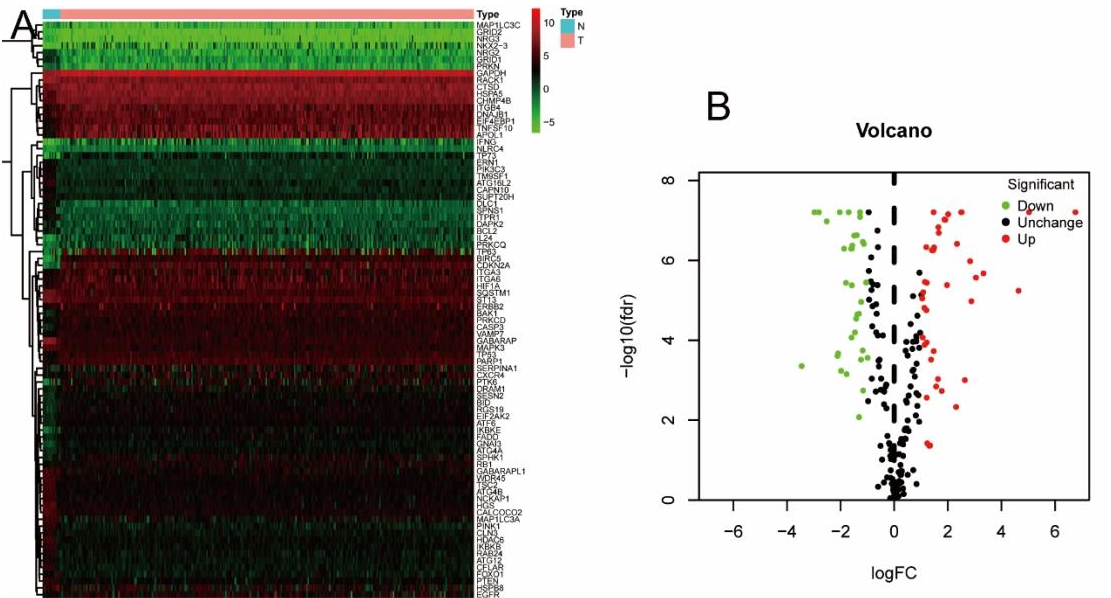 A
Type
MAP1LC3C
GRID2
NRG3
NKX2−3
NRG2
GRID1
PRKN
GAPDH
RACK1
CTSD
HSPA5
CHMP4B
ITGB4
DNAJB1
EIF4EBP1
TNFSF10
APOL1
IFNG
NLRC4
TP73
ERN1
PIK3C3
TM9SF1
ATG16L2
CAPN10
SUPT20H
DLC1
SPNS1
ITPR1
DAPK2
BCL2
IL24
PRKCQ
TP63
BIRC5
CDKN2A
ITGA3
ITGA6
HIF1A
SQSTM1
ST13
ERBB2
BAK1
PRKCD
CASP3
VAMP7
GABARAP
MAPK3
TP53
PARP1
SERPINA1
CXCR4
PTK6
DRAM1
SESN2
BID
RGS19
EIF2AK2
ATF6
IKBKE
FADD
GNAI3
ATG4A
SPHK1
RB1
GABARAPL1
WDR45
TSC2
ATG4B
NCKAP1
HGS
CALCOCO2
MAP1LC3A
PINK1
CLN3
HDAC6
IKBKB
RAB24
ATG12
CFLAR
FOXO1
PTEN
HSPB8
EGFR
10
5
0
−5
Type
N
T
B
Volcano
Significant
Down
Unchange
Up
−log10(fdr)
8
6
4
2
0
−6 −4 −2 0 2 4 6
logFC